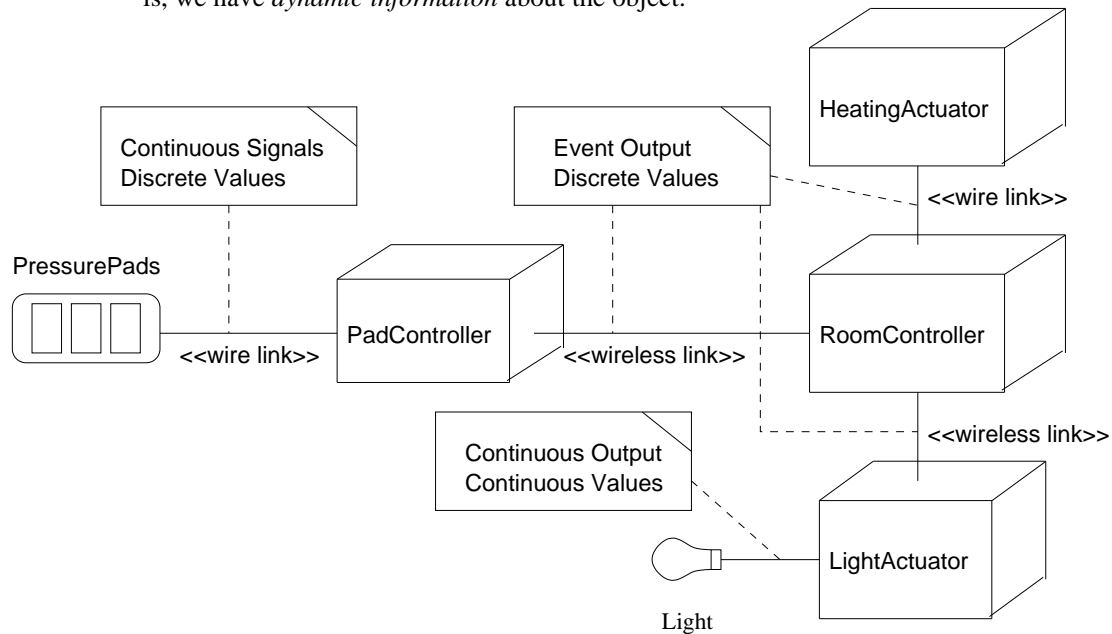 is, we have dynamic information about the object.
HeatingActuator
Continuous Signals
Discrete Values
Event Output
Discrete Values
<<wire link>>
PressurePads
PadController
RoomController
<<wire link>>
<<wireless link>>
<<wireless link>>
Continuous Output
Continuous Values
LightActuator
Light